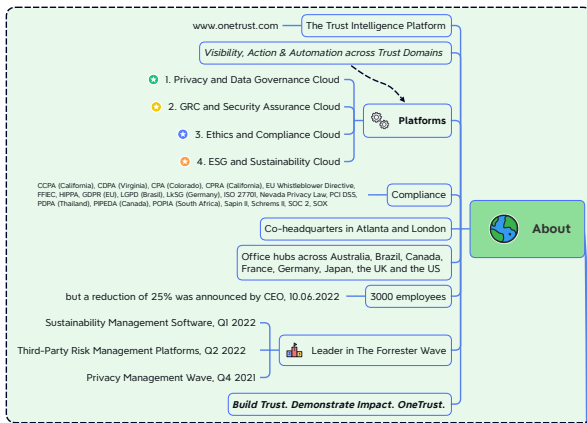 www.onetrust.com
The Trust Intelligence Platform
Visibility, Action & Automation across Trust Domains
1. Privacy and Data Governance Cloud
2. GRC and Security Assurance Cloud
3. Ethics and Compliance Cloud
4. ESG and Sustainability Cloud
Platforms
CCPA (California), CDPA (Virginia), CPA (Colorado), CPRA (California), EU Whistleblower Directive,
FFIEC, HIPPA, GDPR (EU), LGPD (Brasil), LkSG (Germany), ISO 27701, Nevada Privacy Law, PCI DSS,
PDPA (Thailand), PIPEDA (Canada), POPIA (South Africa), Sapin II, Schrems II, SOC 2, SOX
Compliance
About
Co-headquarters in Atlanta and London
Office hubs across Australia, Brazil, Canada,
France, Germany, Japan, the UK and the US
but a reduction of 25% was announced by CEO, 10.06.2022
3000 employees
Sustainability Management Software, Q1 2022
Third-Party Risk Management Platforms, Q2 2022
Privacy Management Wave, Q4 2021
Leader in The Forrester Wave
Build Trust. Demonstrate Impact. OneTrust.